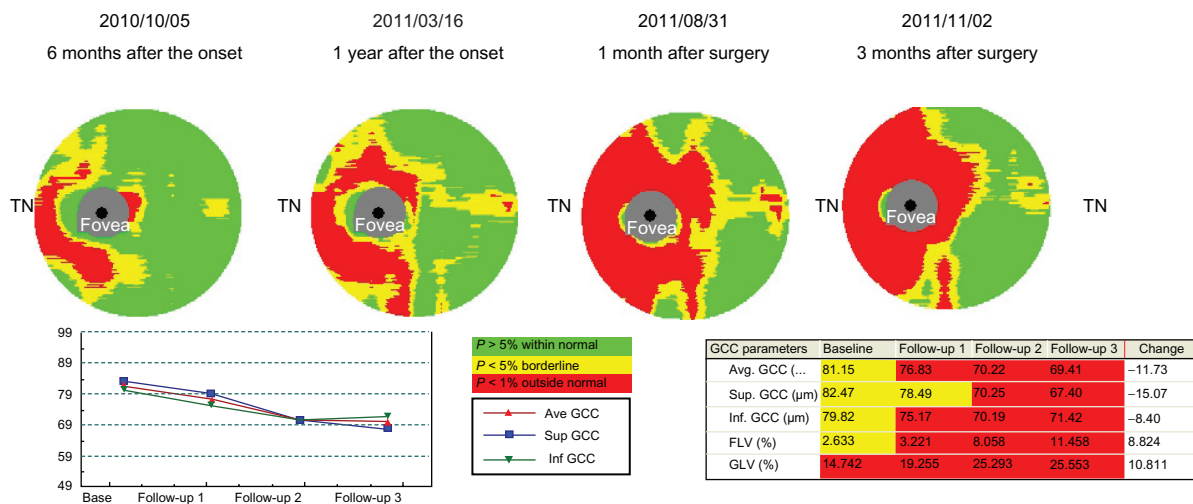 2010/10/05 2011/03/16 2011/08/31 2011/11/02
6 months after the onset 1 year after the onset 1 month after surgery 3 months after surgery
TN Fovea TN Fovea TN Fovea TN Fovea TN
99
89
79
69
59
49
Base Follow-up 1 Follow-up 2 Follow-up 3
P > 5% within normal
P < 5% borderline
P < 1% outside normal
Ave GCC
Sup GCC
Inf GCC
GCC parameters Baseline Follow-up 1 Follow-up 2 Follow-up 3 Change
Avg. GCC (... 81.15 76.83 70.22 69.41 –11.73
Sup. GCC (µm) 82.47 78.49 70.25 67.40 –15.07
Inf. GCC (µm) 79.82 75.17 70.19 71.42 –8.40
FLV (%) 2.633 3.221 8.058 11.458 8.824
GLV (%) 14.742 19.255 25.293 25.553 10.811